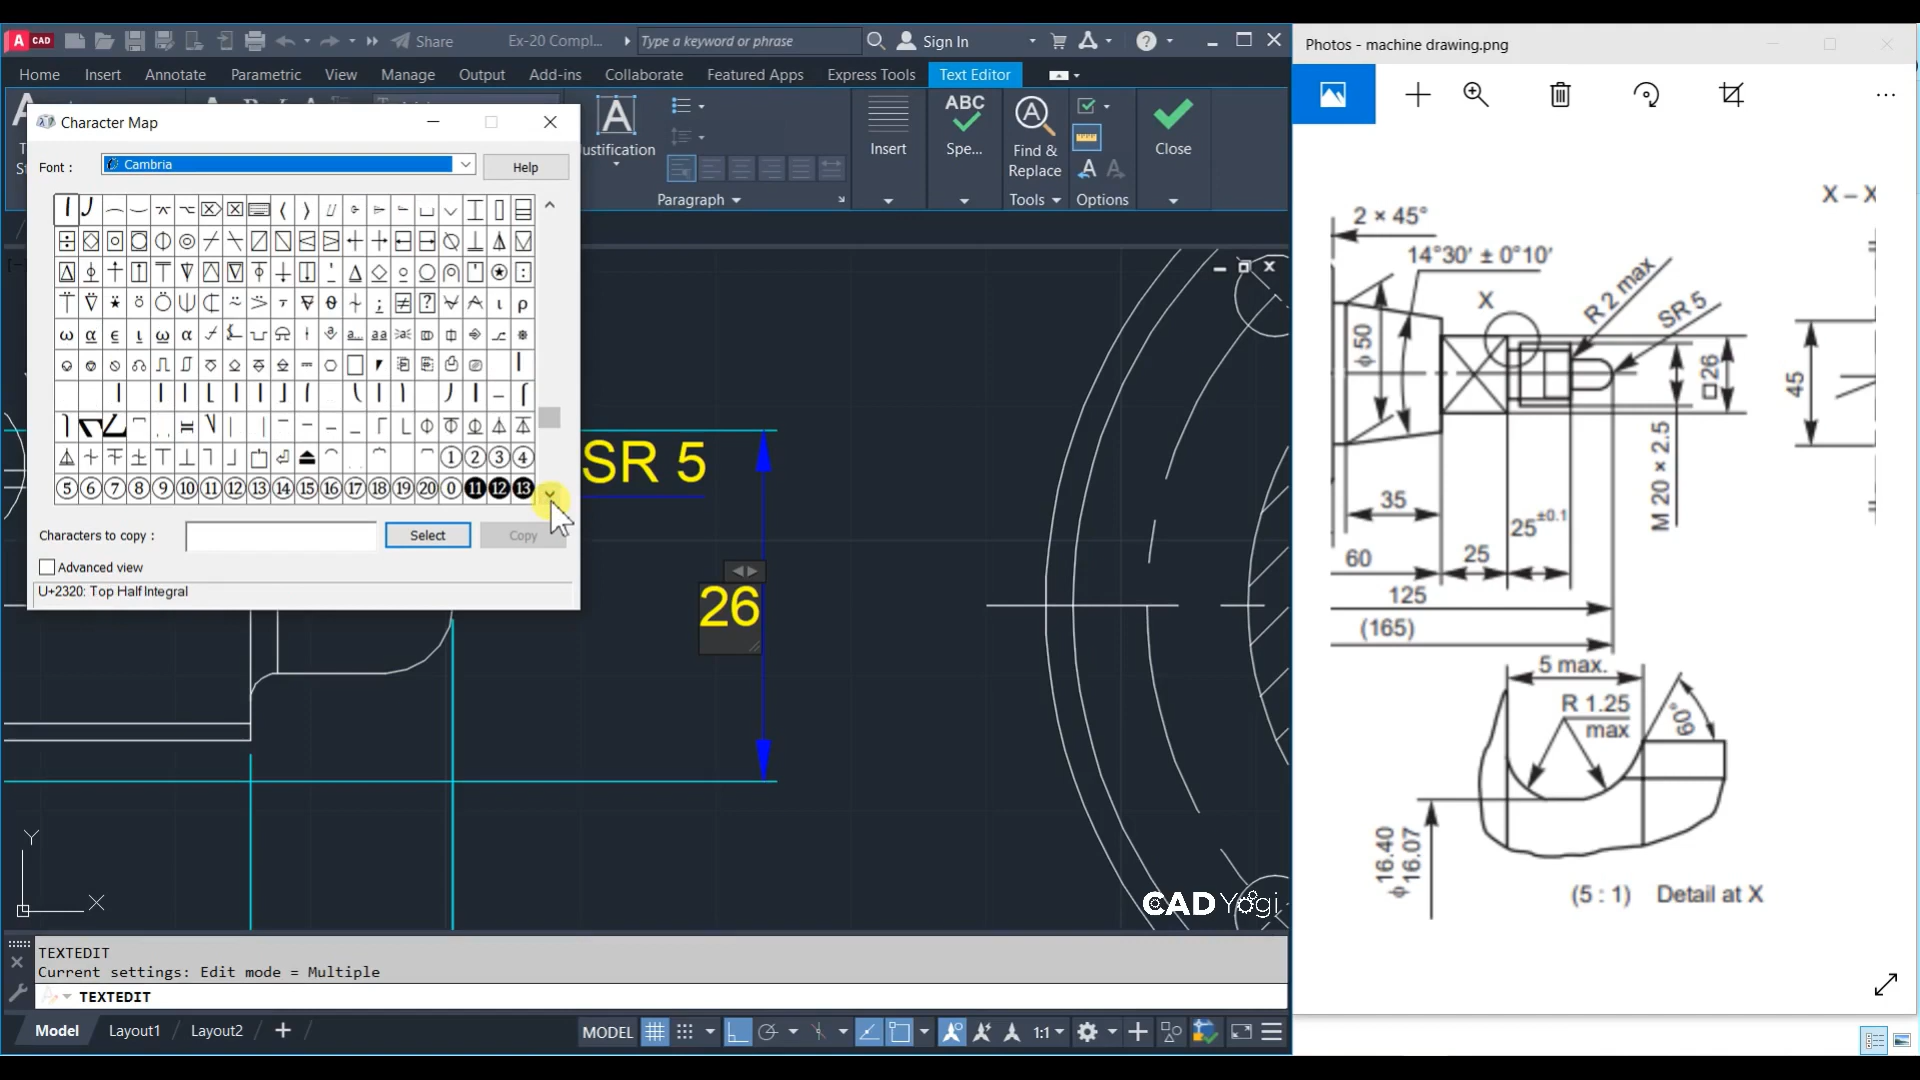 A CAD
Share
Ex-20 Compl...
Type a keyword or phrase
Sign In
Home Insert Annotate Parametric View Manage Output Add-ins Collaborate Featured Apps Express Tools Text Editor
Justification
Paragraph
Insert
ABC
Spe...
Find &
Replace
Tools
Options
Close
Close
Character Map
Font :
Cambria
Help
Characters to copy :
Select
Copy
Advanced view
U+2320: Top Half Integral
SR 5
26
Y
X
CAD Yogi
TEXTEDIT
Current settings: Edit mode = Multiple
TEXTEDIT
Model Layout1 Layout2
MODEL
1:1
Photos - machine drawing.png
X – X
2 × 45°
14°30′ ± 0°10′
X
R 2 max
SR 5
ϕ 50
□26
45
M 20 × 2.5
35
25±0.1
60
25
125
(165)
5 max.
R 1.25
max
60°
ϕ 16.40
16.07
(5 : 1) Detail at X